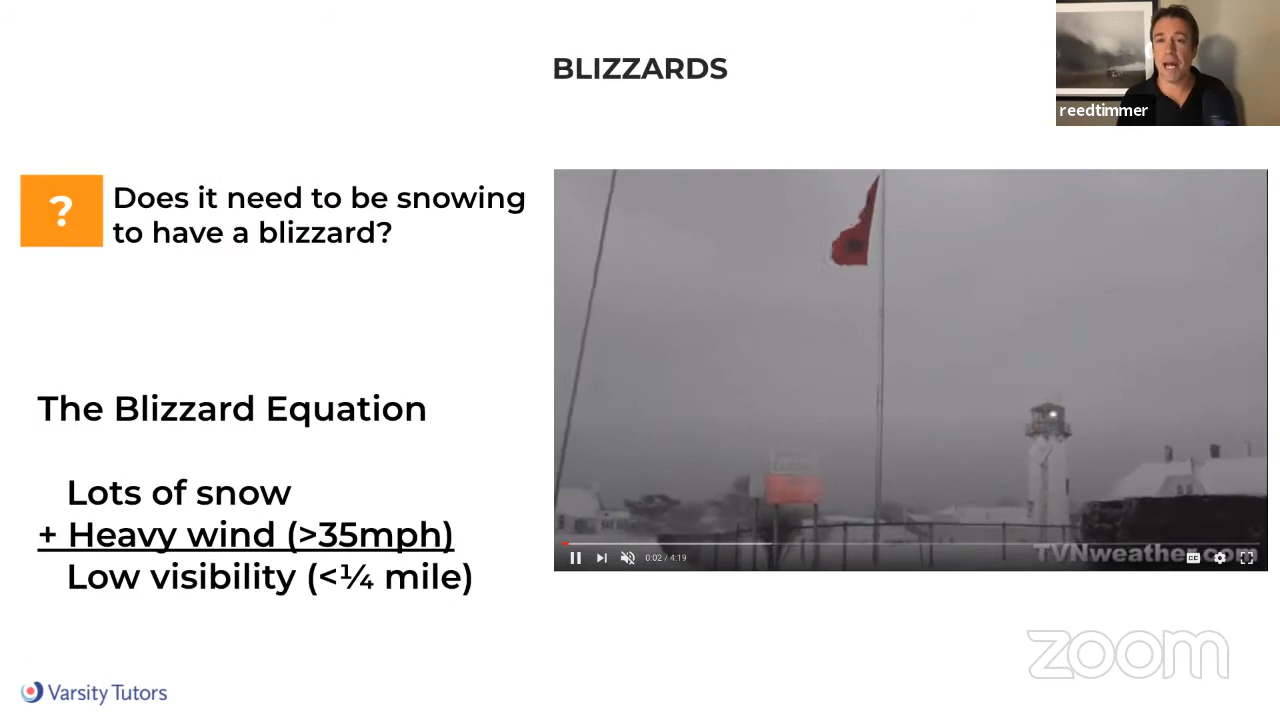 BLIZZARDS
reedtimmer
?
Does it need to be snowing
to have a blizzard?
The Blizzard Equation
Lots of snow
+ Heavy wind (>35mph)
Low visibility (<¼ mile)
0:02 / 4:19
TVNweather.com
CC
zoom
Varsity Tutors